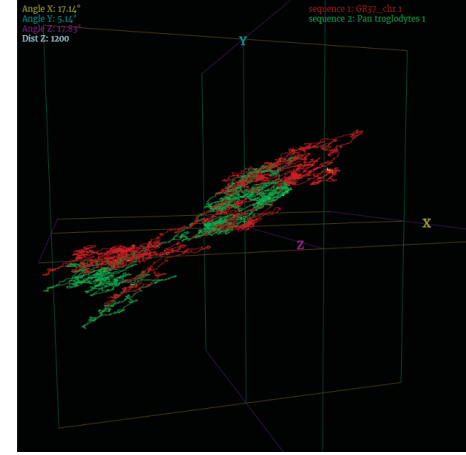 Angle X: 17.14°
Angle Y: 5.14°
Angle Z: 17.83°
Dist Z: 1200
sequence 1: GR37_chr 1
sequence 2: Pan troglodytes 1
Y
X
Z